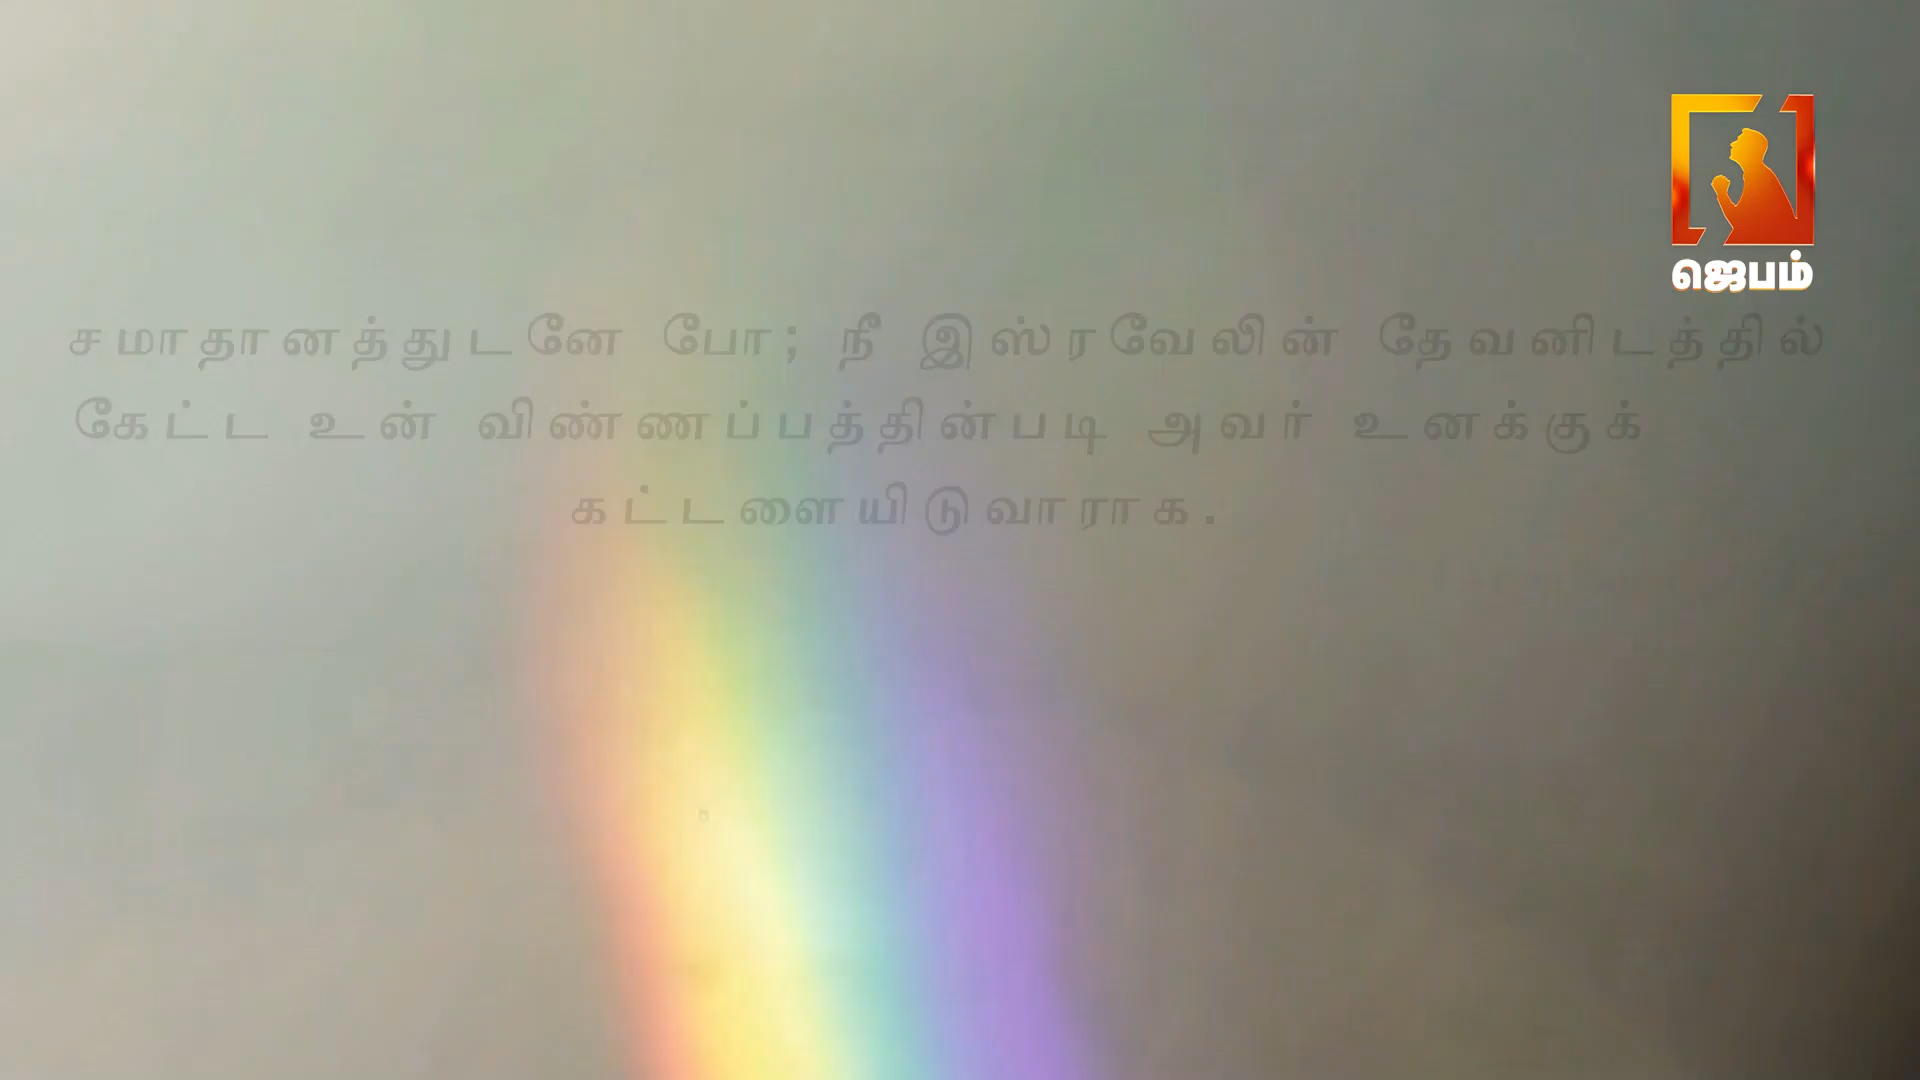 ஜெபம்
சமாதானத்துடனே போ; நீ இஸ்ரவேலின் தேவனிடத்தில்
கேட்ட உன் விண்ணப்பத்தின்படி அவர் உனக்குக்
கட்டளையிடுவாராக.